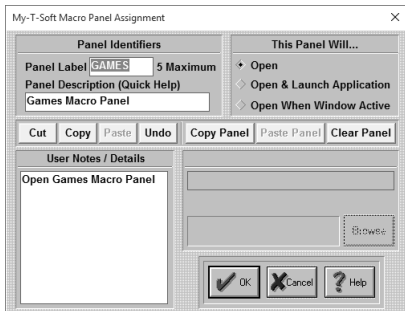 My-T-Soft Macro Panel Assignment
Panel Identifiers
Panel Label GAMES 5 Maximum
Panel Description (Quick Help)
Games Macro Panel
This Panel Will...
Open
Open & Launch Application
Open When Window Active
Cut Copy Paste Undo Copy Panel Paste Panel Clear Panel
User Notes / Details
Open Games Macro Panel
Browse
OK Cancel Help